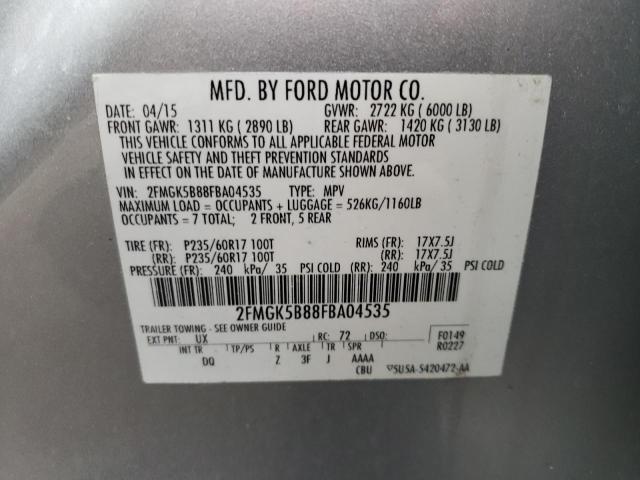 MFD. BY FORD MOTOR CO.
DATE: 04/15 GVWR: 2722 KG (6000 LB)
FRONT GAWR: 1311 KG (2890 LB) REAR GAWR: 1420 KG (3130 LB)
THIS VEHICLE CONFORMS TO ALL APPLICABLE FEDERAL MOTOR
VEHICLE SAFETY AND THEFT PREVENTION STANDARDS
IN EFFECT ON THE DATE OF MANUFACTURE SHOWN ABOVE.
VIN: 2FMGK5B88FBA04535 TYPE: MPV
MAXIMUM LOAD = OCCUPANTS + LUGGAGE = 526KG/1160LB
OCCUPANTS = 7 TOTAL; 2 FRONT, 5 REAR
TIRE (FR): P235/60R17 100T RIMS (FR): 17X7.5J
(RR): P235/60R17 100T (RR): 17X7.5J
PRESSURE (FR): 240 kPa/ 35 PSI COLD (RR): 240 kPa/ 35 PSI COLD
2FMGK5B88FBA04535
TRAILER TOWING - SEE OWNER GUIDE
EXT PNT: UX RC: 72 DSO: F0149
INT TR TP/PS R AXLE TR SPR R0227
DQ Z 3F J AAAA
CBU 5USA-5420472-AA